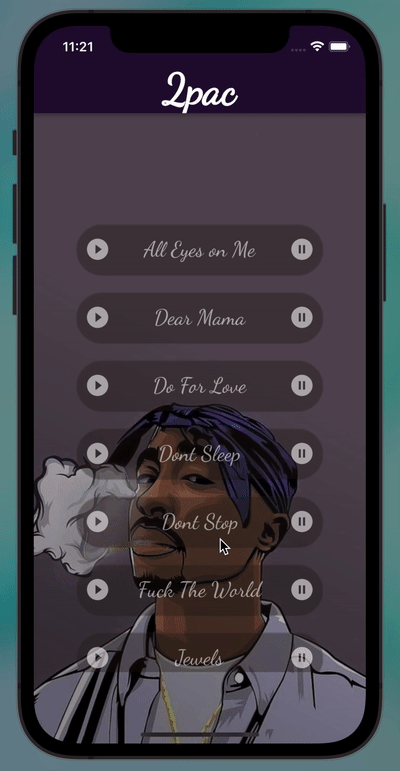 11:21
2pac
All Eyes on Me
Dear Mama
Do For Love
Dont Sleep
Dont Stop
Fuck The World
Jewels